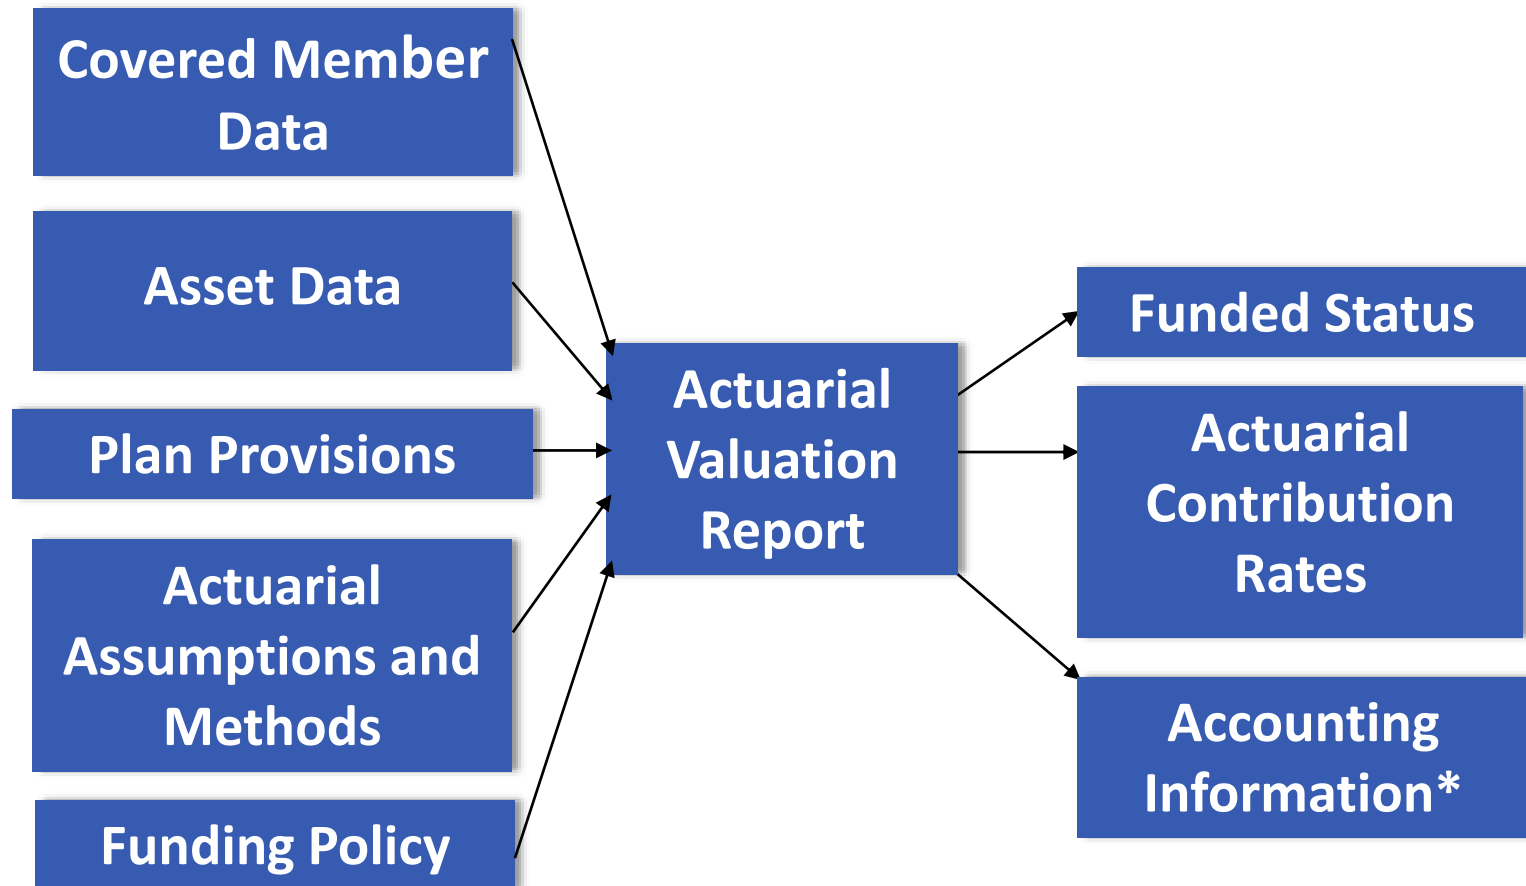 Covered Member
Data
Asset Data
Plan Provisions
Actuarial
Assumptions and
Methods
Funding Policy
Actuarial
Valuation
Report
Funded Status
Actuarial
Contribution
Rates
Accounting
Information*